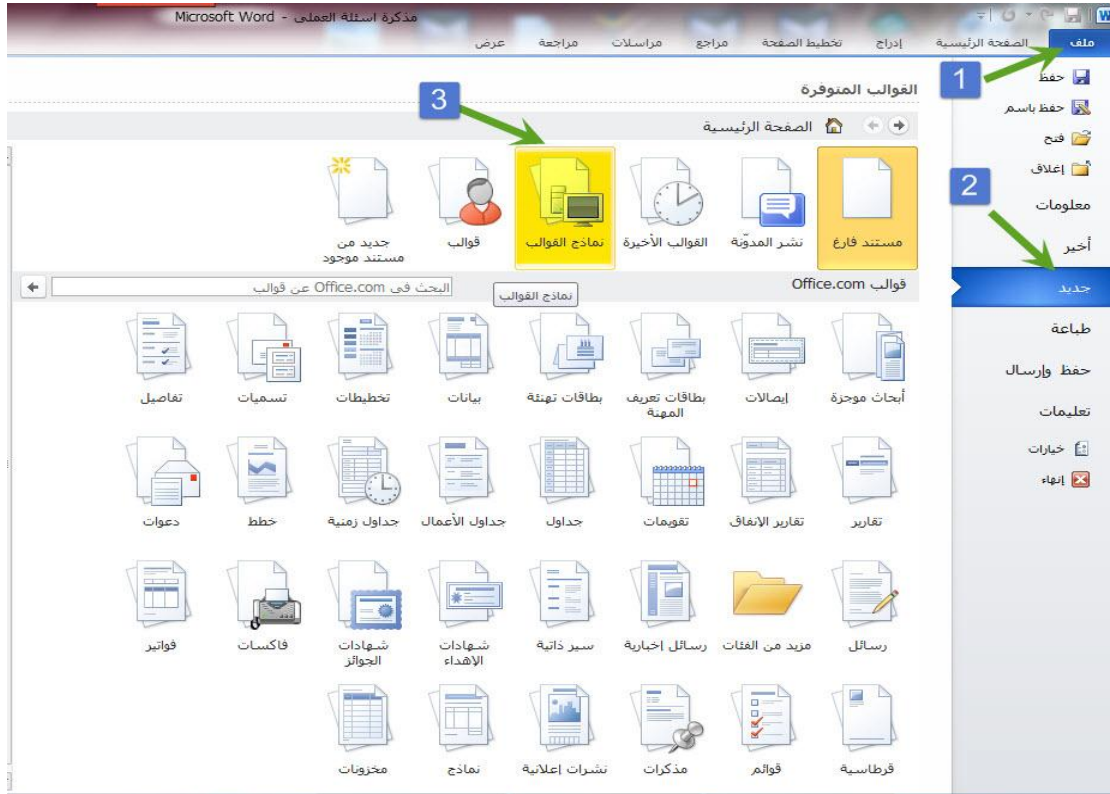 مذكرة اسئلة العملى - Microsoft Word
ملف الصفحة الرئيسية إدراج تخطيط الصفحة مراجع مراسلات مراجعة عرض
1
حفظ
حفظ باسم
فتح
إغلاق
2
معلومات
أخير
جديد
طباعة
حفظ وإرسال
تعليمات
خيارات
إنهاء
القوالب المتوفرة
3
الصفحة الرئيسية
مستند فارغ
نشر المدوّنة
القوالب الأخيرة
نماذج القوالب
قوالب
جديد من
مستند موجود
قوالب Office.com
البحث في Office.com عن قوالب
نماذج القوالب
أبحاث موجزة
إيصالات
بطاقات تعريف
المهنة
بطاقات تهنئة
بيانات
تخطيطات
تسميات
تفاصيل
تقارير
تقارير الإنفاق
تقويمات
جداول
جداول الأعمال
جداول زمنية
خطط
دعوات
رسائل
مزيد من الفئات
رسائل إخبارية
سير ذاتية
شهادات
الإهداء
شهادات
الجوائز
فاكسات
فواتير
قرطاسية
قوائم
مذكرات
نشرات إعلانية
نماذج
مخزونات